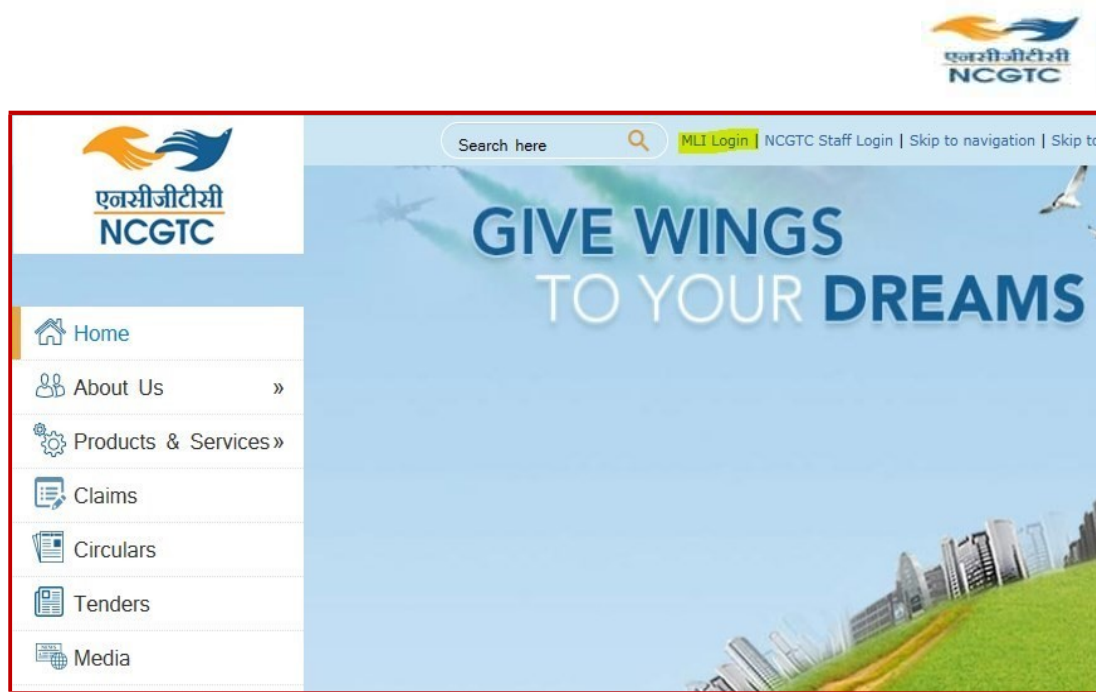 एनसीजीटीसी
NCGTC
एनसीजीटीसी
NCGTC
Search here
MLI Login | NCGTC Staff Login | Skip to navigation | Skip to
GIVE WINGS
TO YOUR DREAMS
Home
About Us »
Products & Services »
Claims
Circulars
Tenders
Media